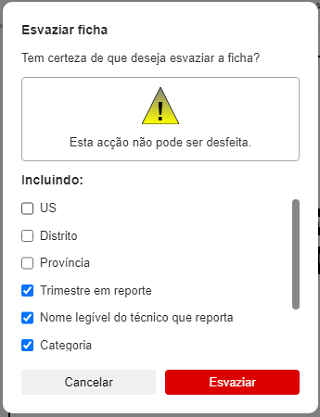 Esvaziar ficha
Tem certeza de que deseja esvaziar a ficha?
Esta acção não pode ser desfeita.
Incluindo:
US
Distrito
Província
Trimestre em reporte
Nome legível do técnico que reporta
Categoria
Cancelar
Esvaziar